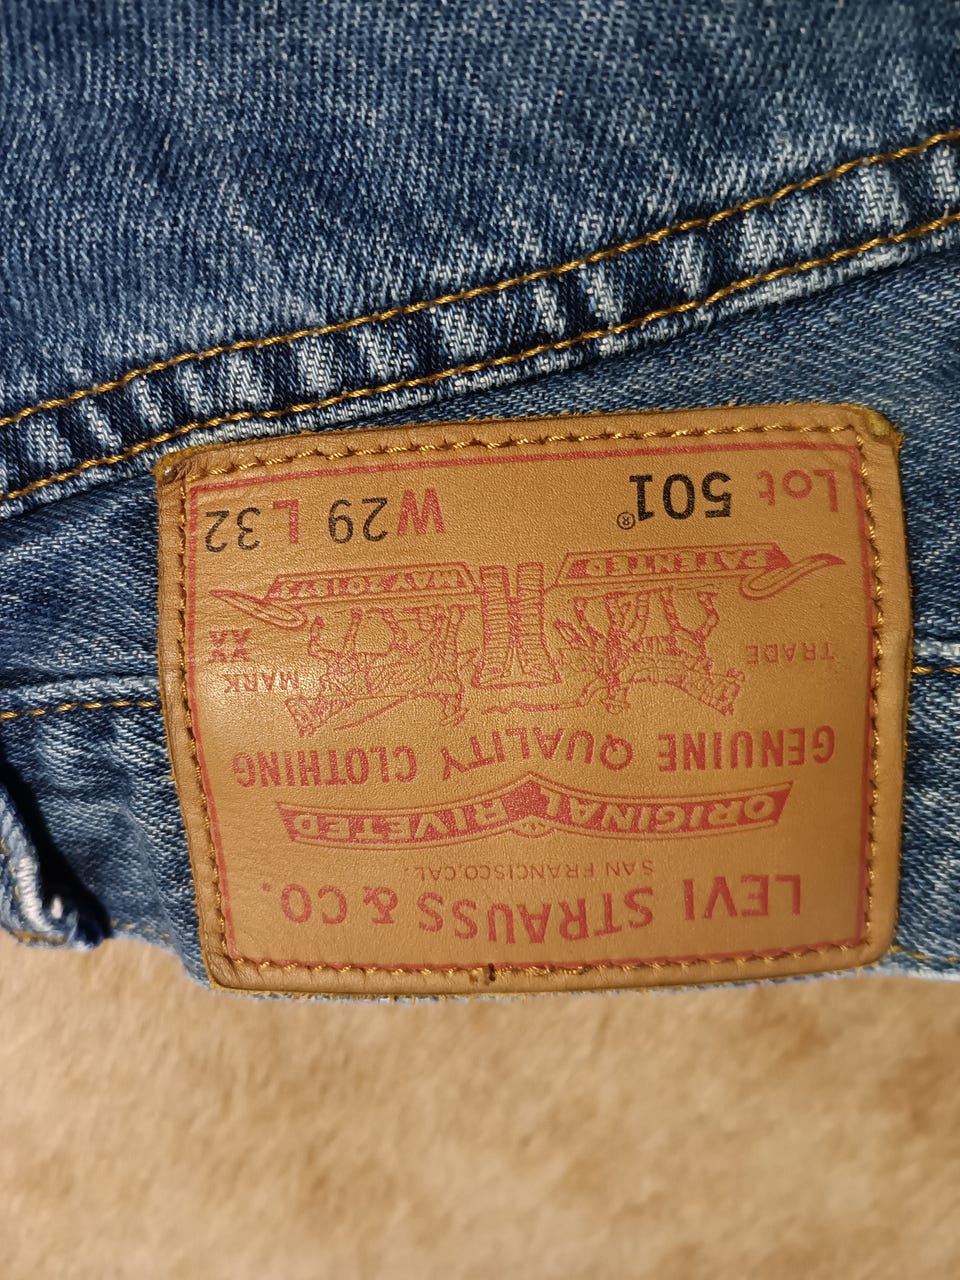 LEVI STRAUSS & CO.
SAN FRANCISCO.CAL.
ORIGINAL RIVETED
GENUINE QUALITY CLOTHING
TRADE MARK
XX
PATENTED MAY 20 1873
Lot 501® W29 L32